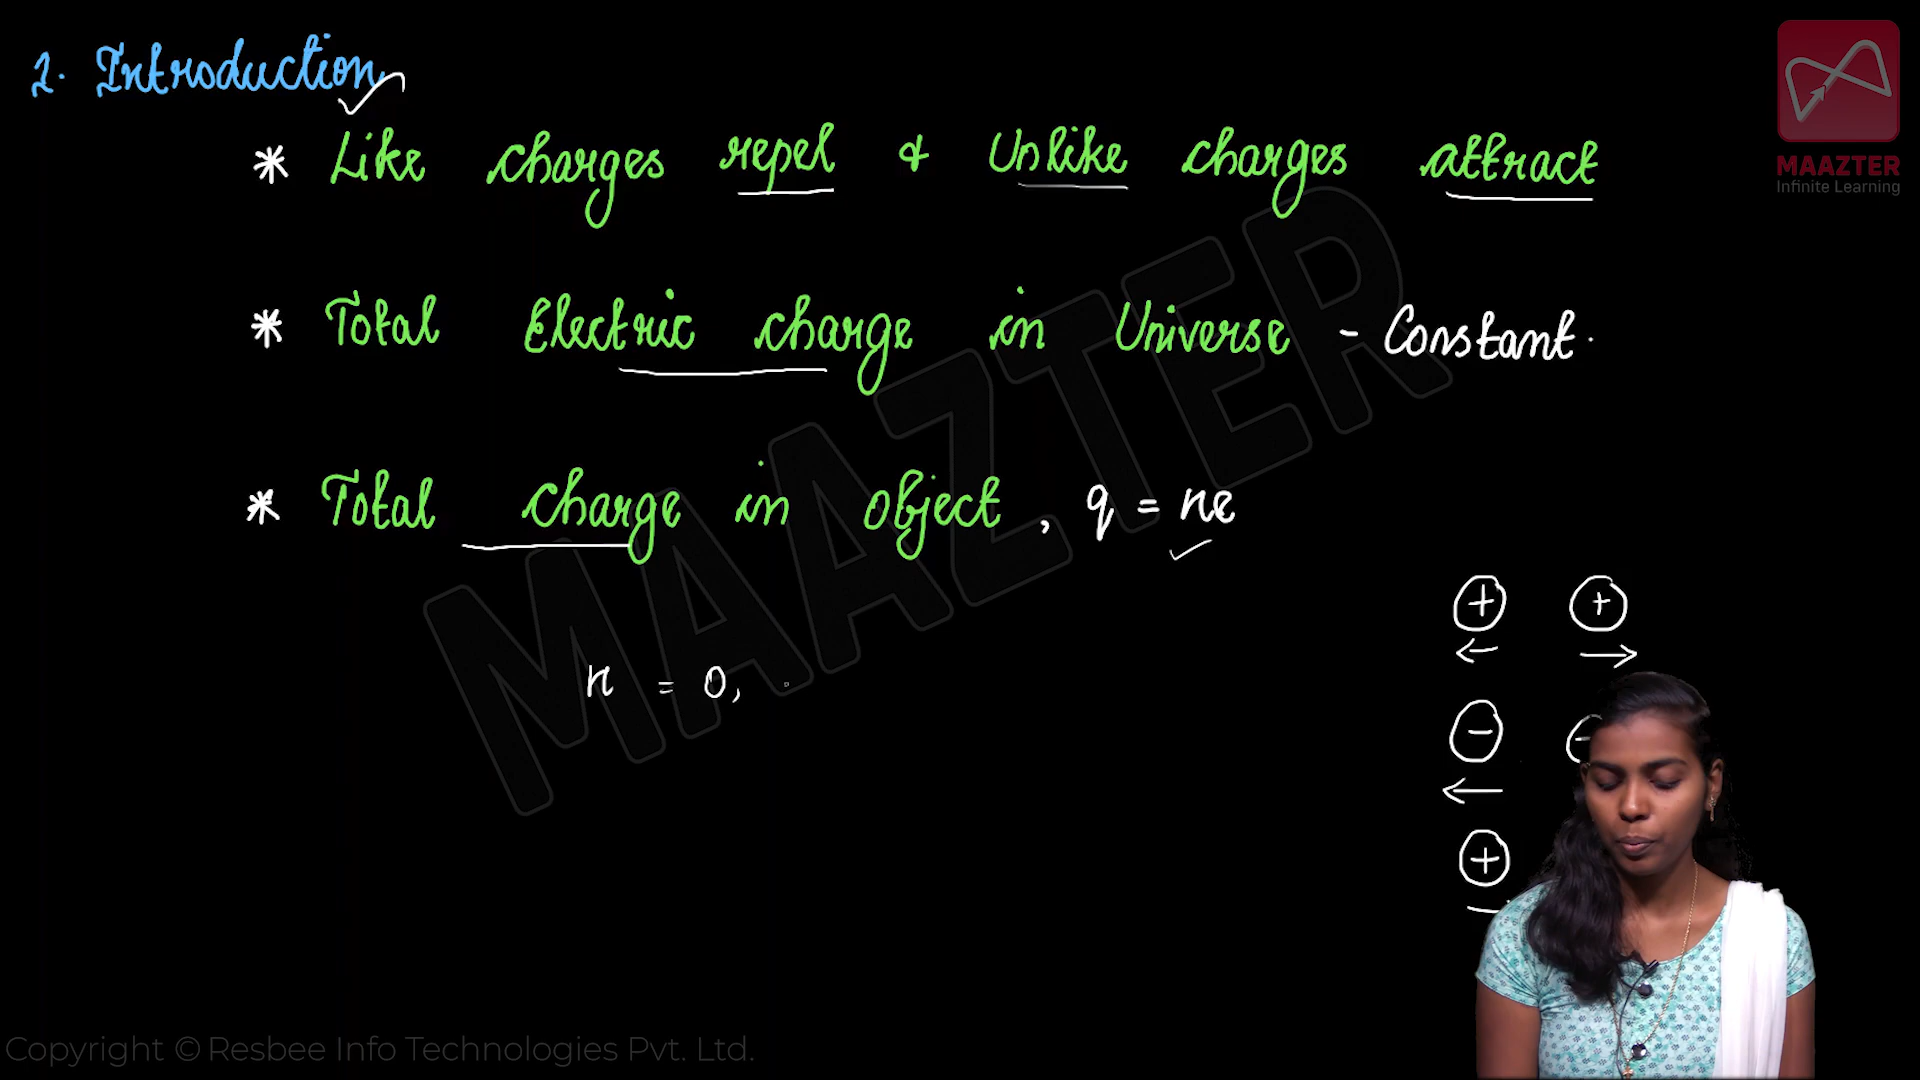 1. Introduction
* Like charges repel & Unlike charges attract
* Total Electric charge in Universe - Constant.
* Total charge in object, q = ne
n = 0, .
+ +
← →
- -
←
+
MAAZTER
MAAZTER
Infinite Learning
Copyright © Resbee Info Technologies Pvt. Ltd.